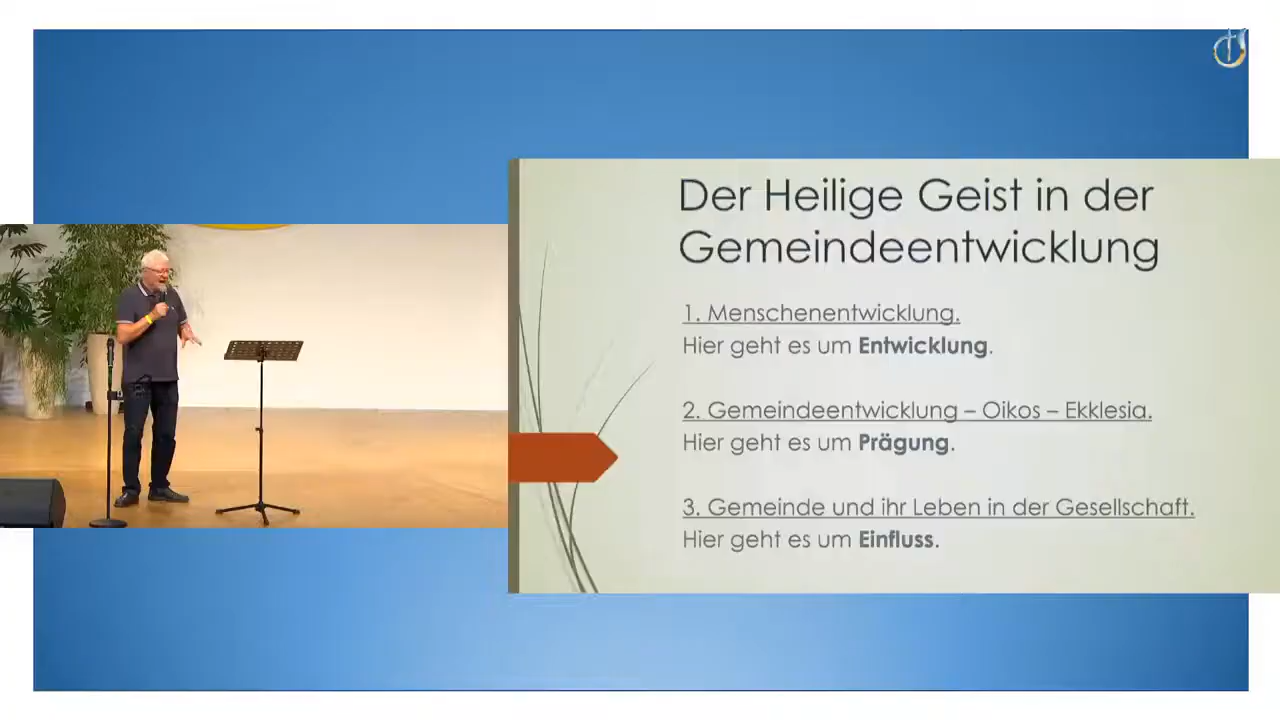 Der Heilige Geist in der
Gemeindeentwicklung
1. Menschenentwicklung.
Hier geht es um Entwicklung.
2. Gemeindeentwicklung – Oikos – Ekklesia.
Hier geht es um Prägung.
3. Gemeinde und ihr Leben in der Gesellschaft.
Hier geht es um Einfluss.